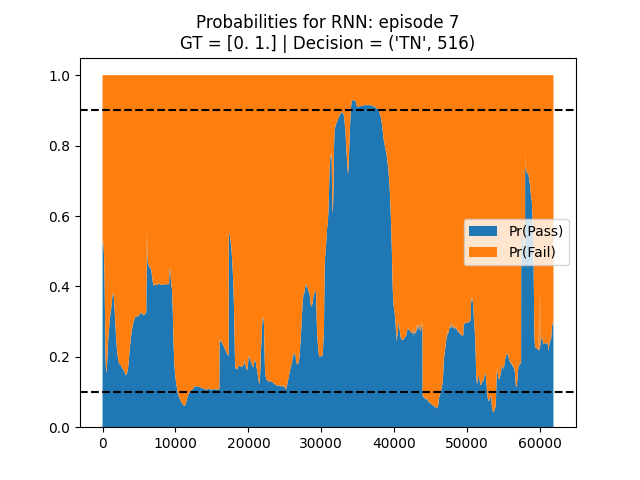 Probabilities for RNN: episode 7
GT = [0. 1.] | Decision = ('TN', 516)
1.0
0.8
0.6
0.4
0.2
0.0
Pr(Pass)
Pr(Fail)
0 10000 20000 30000 40000 50000 60000